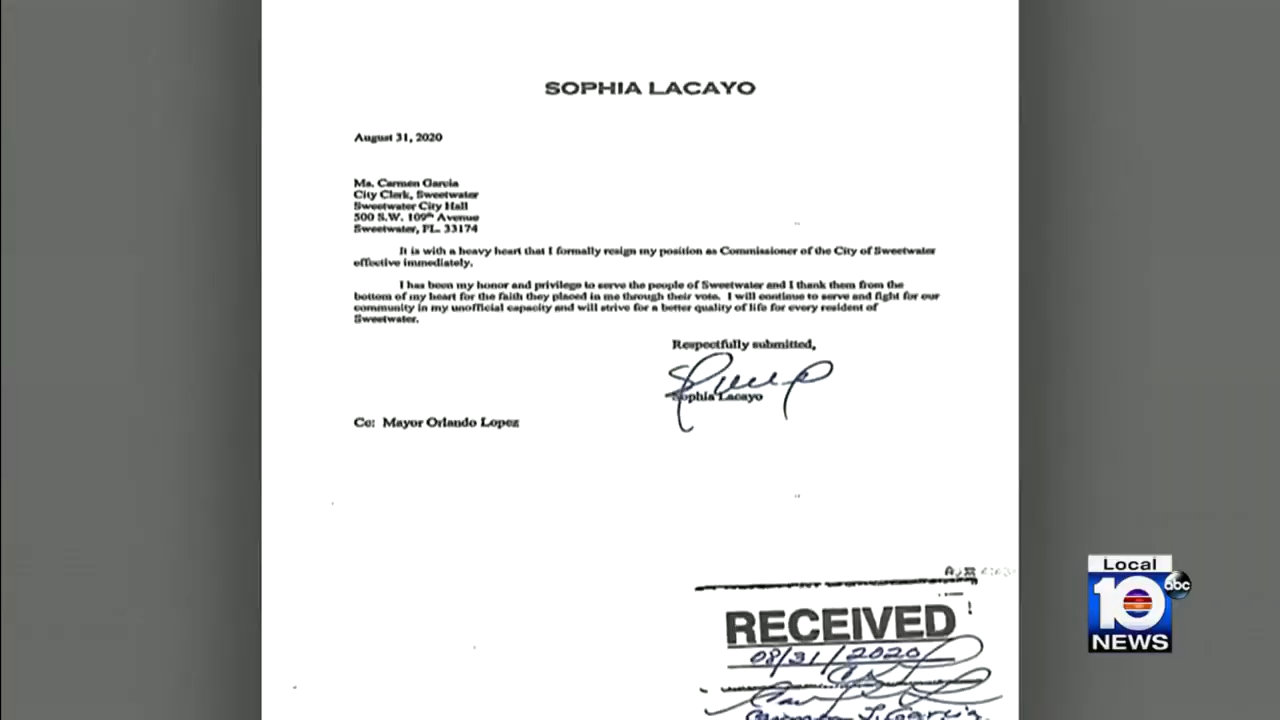 SOPHIA LACAYO
August 31, 2020
Ms. Carmen Garcia
City Clerk, Sweetwater
Sweetwater City Hall
500 S.W. 109th Avenue
Sweetwater, FL. 33174
It is with a heavy heart that I formally resign my position as Commissioner of the City of Sweetwater
effective immediately.
I has been my honor and privilege to serve the people of Sweetwater and I thank them from the
bottom of my heart for the faith they placed in me through their vote. I will continue to serve and fight for our
community in my unofficial capacity and will strive for a better quality of life for every resident of
Sweetwater.
Respectfully submitted,
Sophia Lacayo
Cc: Mayor Orlando Lopez
RECEIVED
08/31/2020
Carmen J. Garcia
Local
10
abc
NEWS